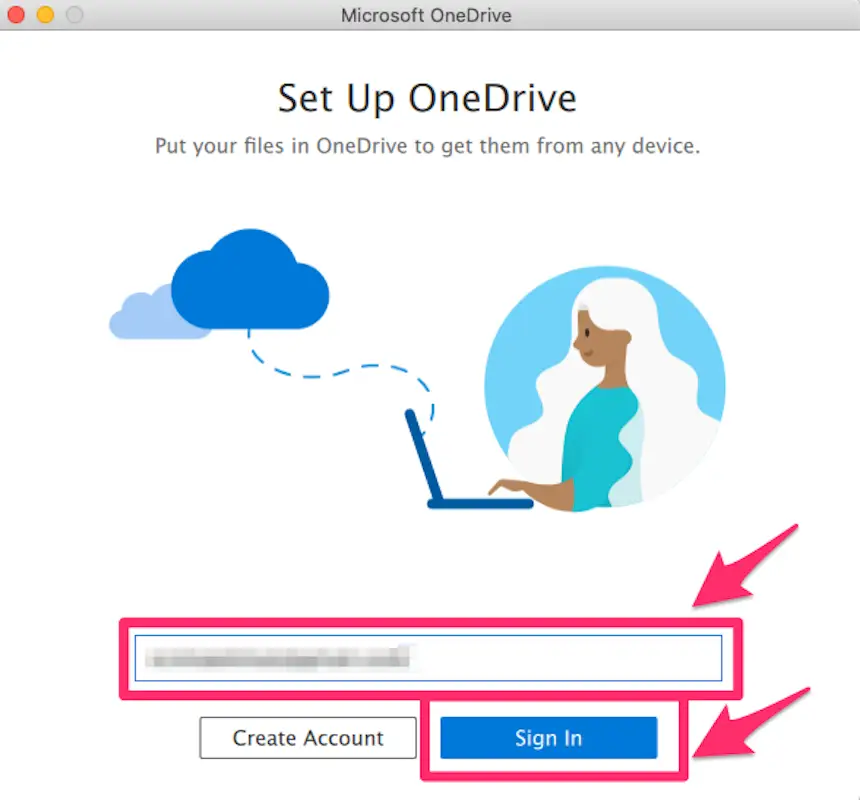 Microsoft OneDrive
Set Up OneDrive
Put your files in OneDrive to get them from any device.
Create Account
Sign In